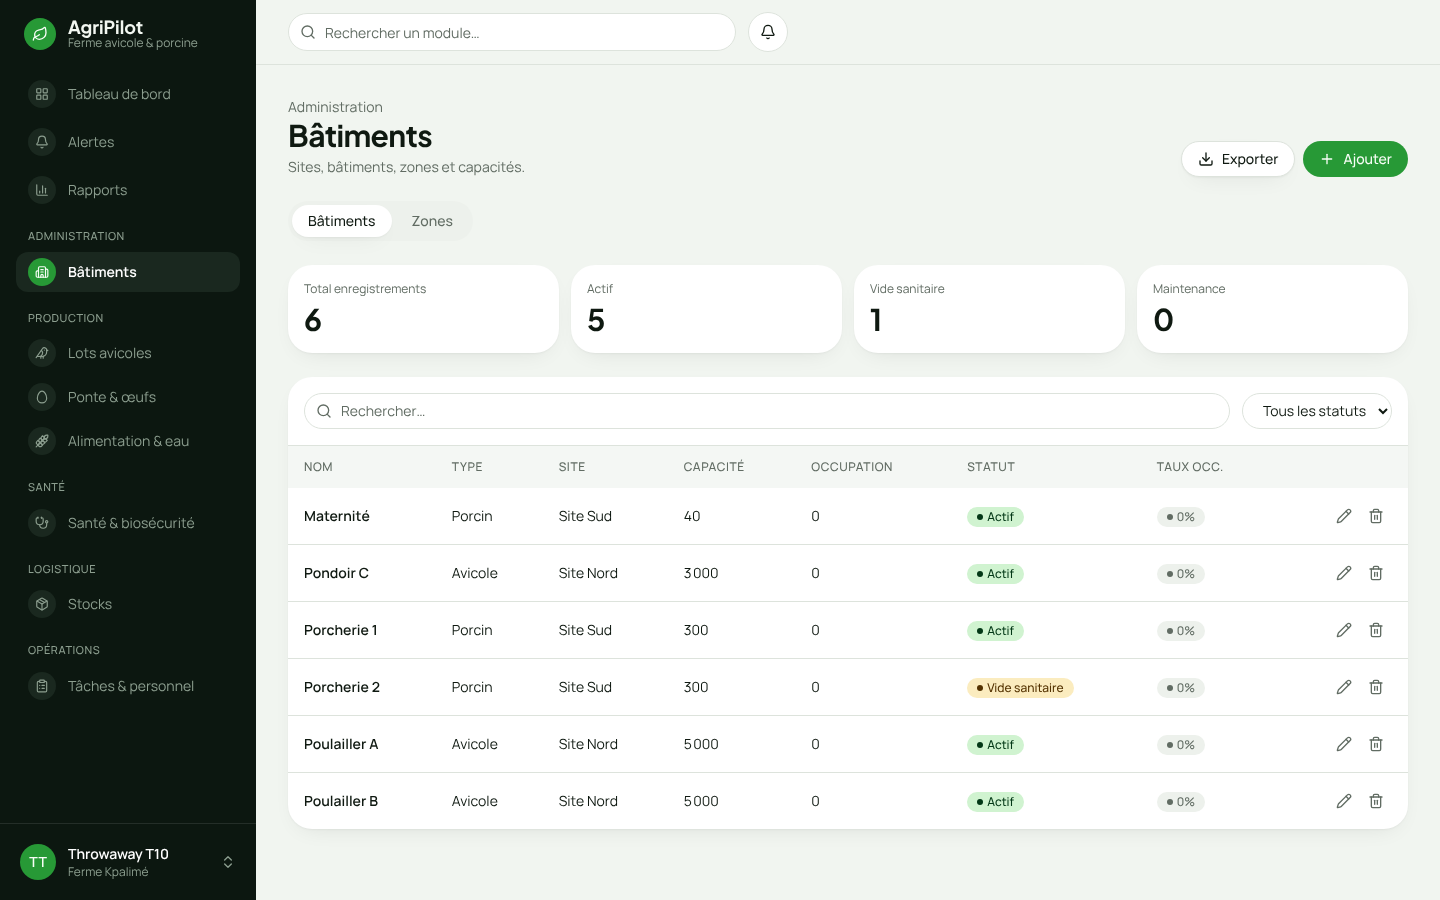 AgriPilot
Ferme avicole & porcine
Tableau de bord
Alertes
Rapports
ADMINISTRATION
Bâtiments
PRODUCTION
Lots avicoles
Ponte & œufs
Alimentation & eau
SANTÉ
Santé & biosécurité
LOGISTIQUE
Stocks
OPÉRATIONS
Tâches & personnel
TT
Throwaway T10
Ferme Kpalimé
Rechercher un module...
Administration
Bâtiments
Sites, bâtiments, zones et capacités.
Exporter
Ajouter
Bâtiments Zones
Total enregistrements
6
Actif
5
Vide sanitaire
1
Maintenance
0
Rechercher...
Tous les statuts
NOM TYPE SITE CAPACITÉ OCCUPATION STATUT TAUX OCC.
Maternité Porcin Site Sud 40 0 Actif 0%
Pondoir C Avicole Site Nord 3 000 0 Actif 0%
Porcherie 1 Porcin Site Sud 300 0 Actif 0%
Porcherie 2 Porcin Site Sud 300 0 Vide sanitaire 0%
Poulailler A Avicole Site Nord 5 000 0 Actif 0%
Poulailler B Avicole Site Nord 5 000 0 Actif 0%